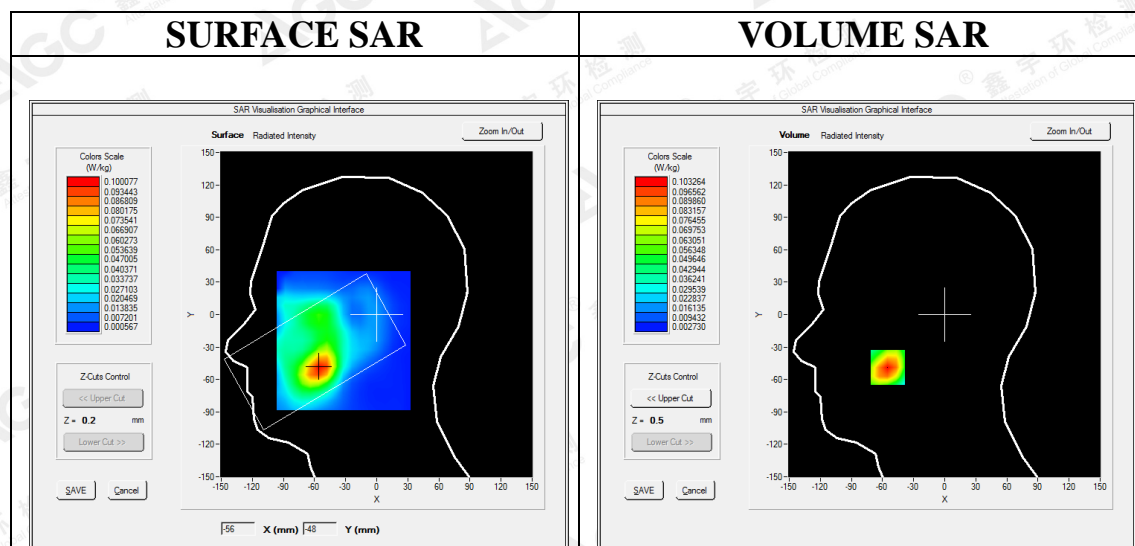 SURFACE SAR
VOLUME SAR
SAR Visualisation Graphical Interface
Surface Radiated Intensity
Zoom In/Out
Colors Scale
(W/kg)
0.100077
0.093443
0.086809
0.080175
0.073541
0.066907
0.060273
0.053639
0.047005
0.040371
0.033737
0.027103
0.020469
0.013835
0.007201
0.000567
150
120
90
60
30
0
-30
-60
-90
-120
-150
Y
-150 -120 -90 -60 -30 0 30 60 90 120 150
X
Z-Cuts Control
<< Upper Cut
Z = 0.2 mm
Lower Cut >>
SAVE Cancel
-56 X (mm) -48 Y (mm)
SAR Visualisation Graphical Interface
Volume Radiated Intensity
Zoom In/Out
Colors Scale
(W/kg)
0.103264
0.096562
0.089860
0.083157
0.076455
0.069753
0.063051
0.056348
0.049646
0.042944
0.036241
0.029539
0.022837
0.016135
0.009432
0.002730
150
120
90
60
30
0
-30
-60
-90
-120
-150
Y
-150 -120 -90 -60 -30 0 30 60 90 120 150
X
Z-Cuts Control
<< Upper Cut
Z = 0.5 mm
Lower Cut >>
SAVE Cancel